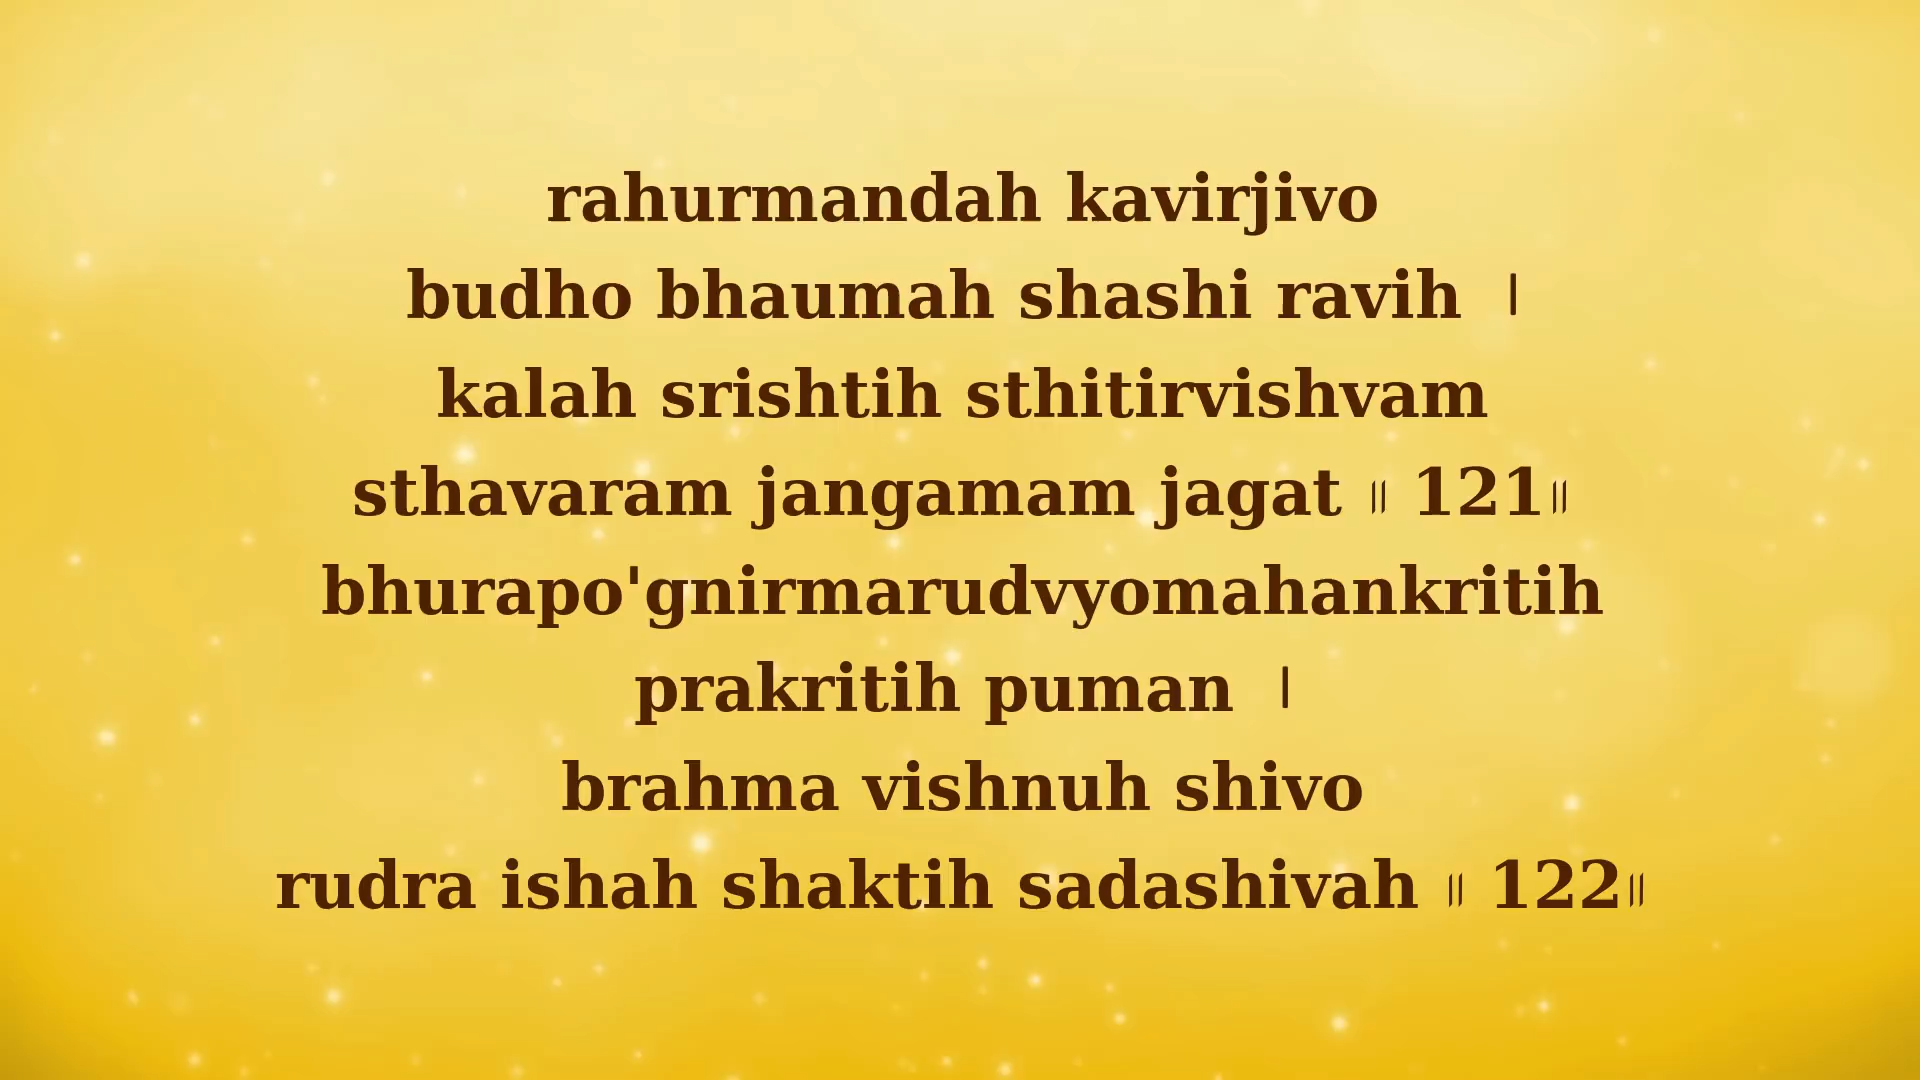 rahurmandah kavirjivo
budho bhaumah shashi ravih ।
kalah srishtih sthitirvishvam
sthavaram jangamam jagat ॥ 121॥
bhurapo'gnirmarudvyomahankritih
prakritih puman ।
brahma vishnuh shivo
rudra ishah shaktih sadashivah ॥ 122॥